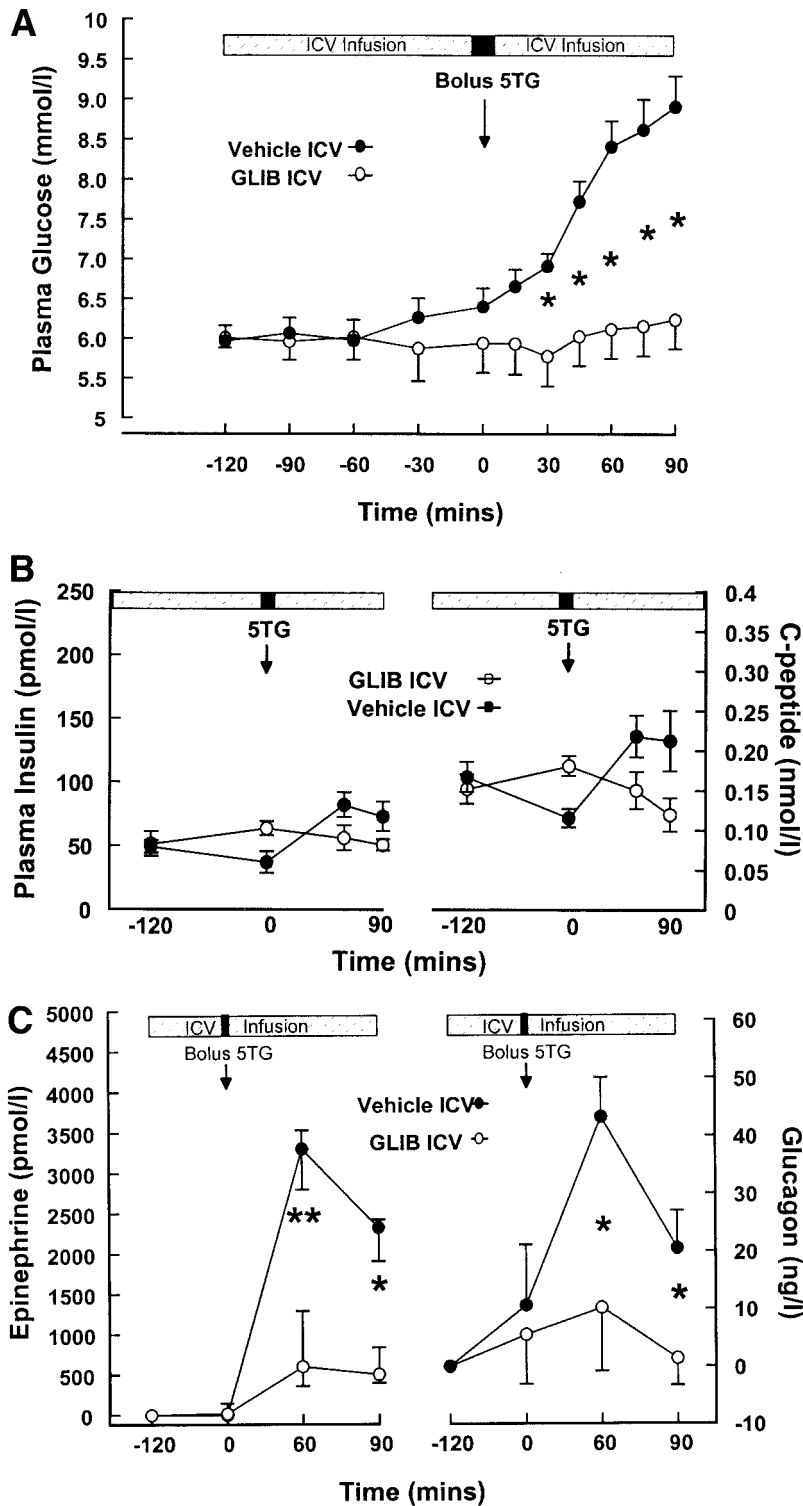 A
ICV Infusion
ICV Infusion
Bolus 5TG
Vehicle ICV
GLIB ICV
Plasma Glucose (mmol/l)
10
9.5
9.0
8.5
8.0
7.5
7.0
6.5
6.0
5.5
5
*
*
*
*
*
-120 -90 -60 -30 0 30 60 90
Time (mins)
B
Plasma Insulin (pmol/l)
250
200
150
100
50
0
5TG
5TG
GLIB ICV
Vehicle ICV
0.4
0.35
0.30
0.25
0.20
0.15
0.10
0.05
0
C-peptide (nmol/l)
-120 0 90
-120 0 90
Time (mins)
C
Epinephrine (pmol/l)
5000
4500
4000
3500
3000
2500
2000
1500
1000
500
0
ICV Infusion
Bolus 5TG
ICV Infusion
Bolus 5TG
Vehicle ICV
GLIB ICV
**
*
*
*
60
50
40
30
20
10
0
-10
Glucagon (ng/l)
-120 0 60 90
-120 0 60 90
Time (mins)